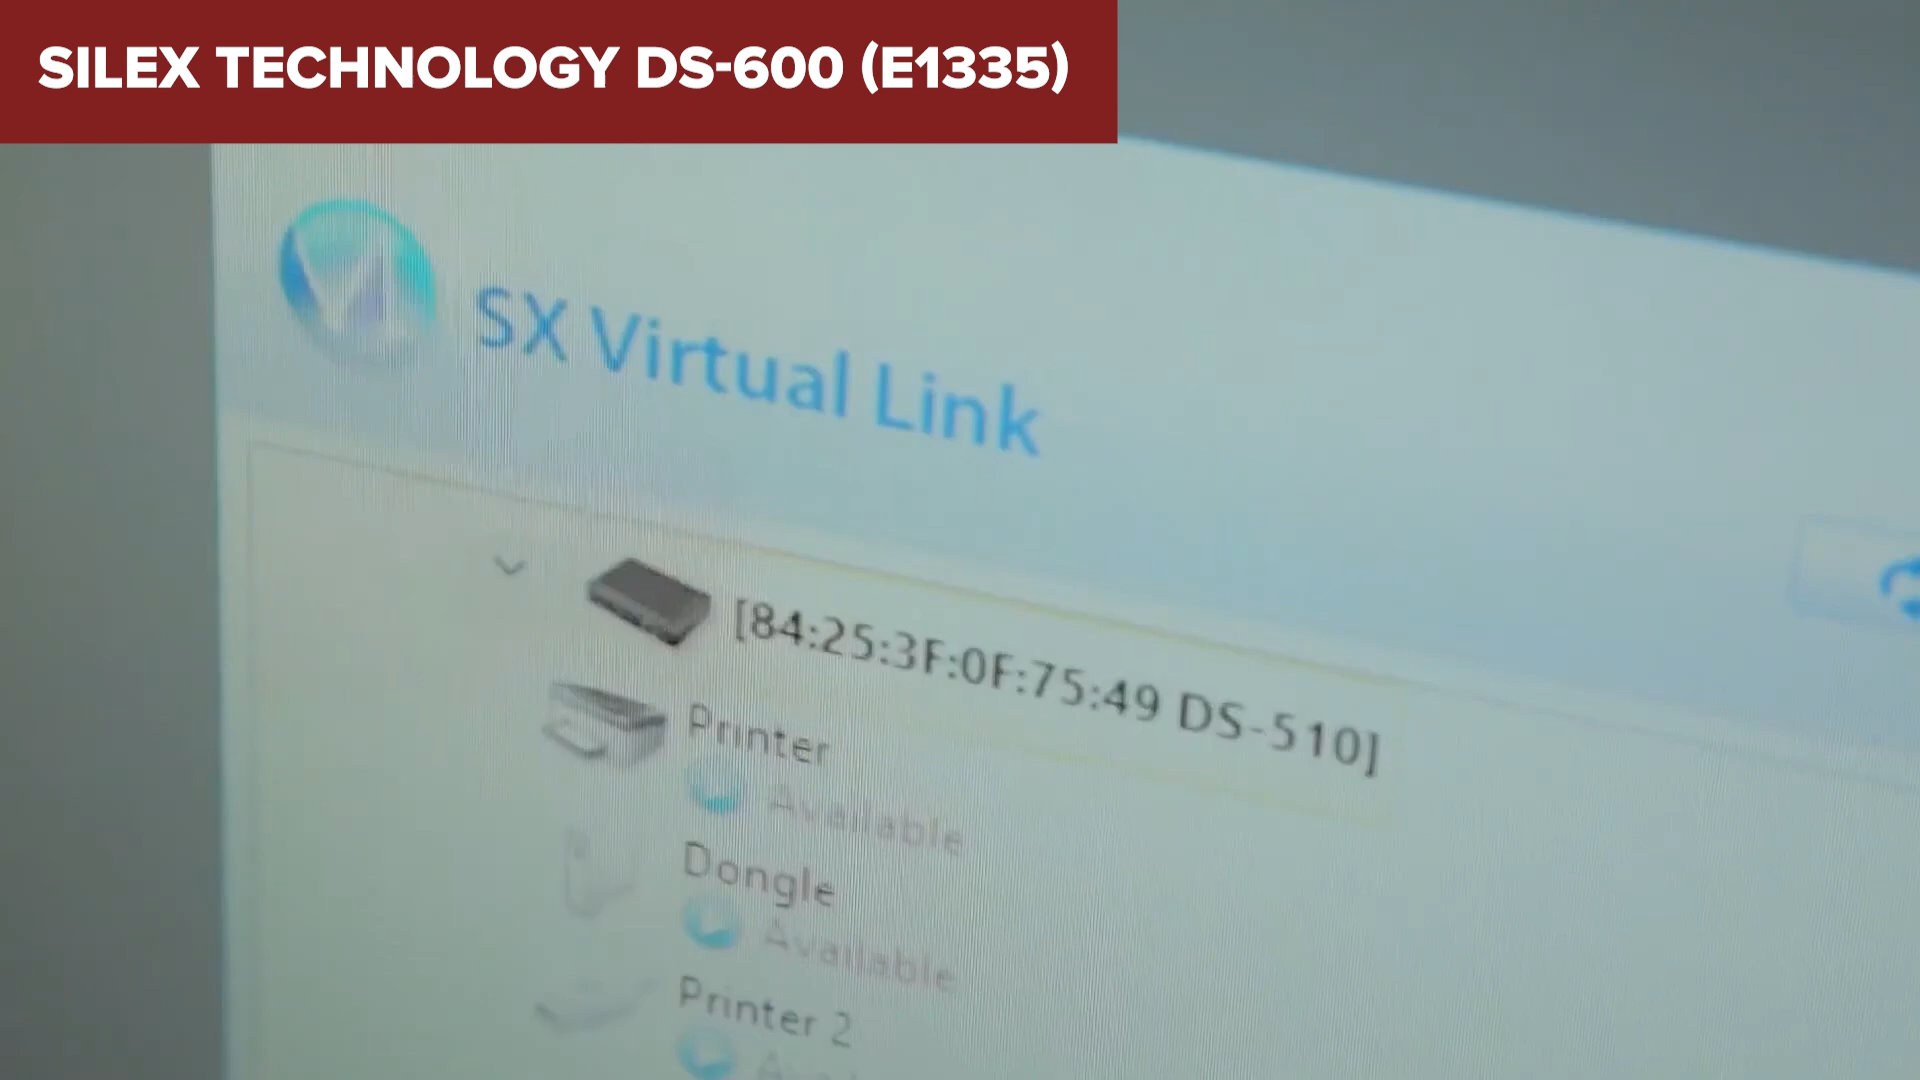 SILEX TECHNOLOGY DS-600 (E1335)
SX Virtual Link
[84:25:3F:0F:75:49 DS-510]
Printer
Available
Dongle
Available
Printer 2